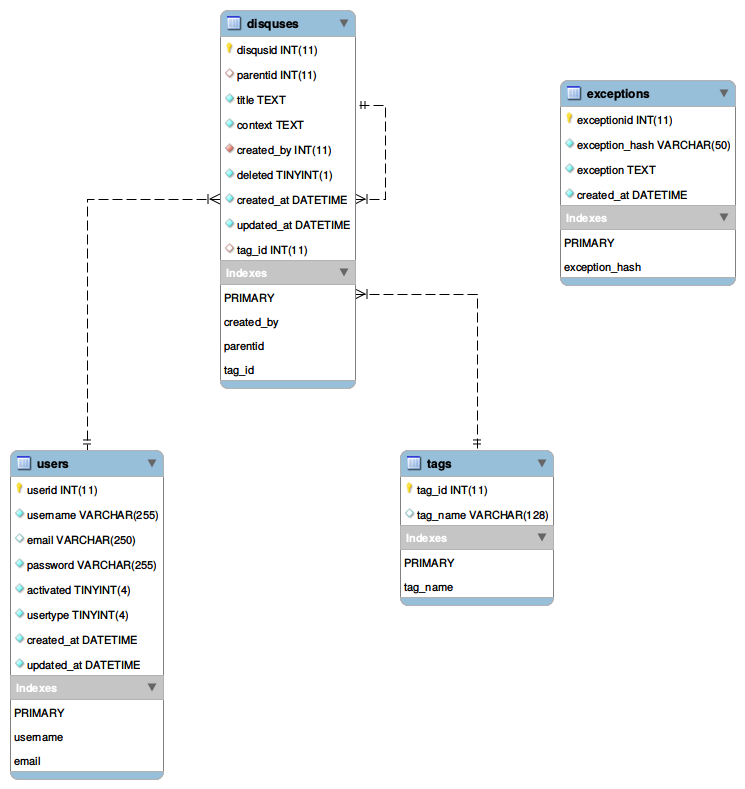 disquses
disqusid INT(11)
parentid INT(11)
title TEXT
context TEXT
created_by INT(11)
deleted TINYINT(1)
created_at DATETIME
updated_at DATETIME
tag_id INT(11)
Indexes
PRIMARY
created_by
parentid
tag_id
exceptions
exceptionid INT(11)
exception_hash VARCHAR(50)
exception TEXT
created_at DATETIME
Indexes
PRIMARY
exception_hash
users
userid INT(11)
username VARCHAR(255)
email VARCHAR(250)
password VARCHAR(255)
activated TINYINT(4)
usertype TINYINT(4)
created_at DATETIME
updated_at DATETIME
Indexes
PRIMARY
username
email
tags
tag_id INT(11)
tag_name VARCHAR(128)
Indexes
PRIMARY
tag_name